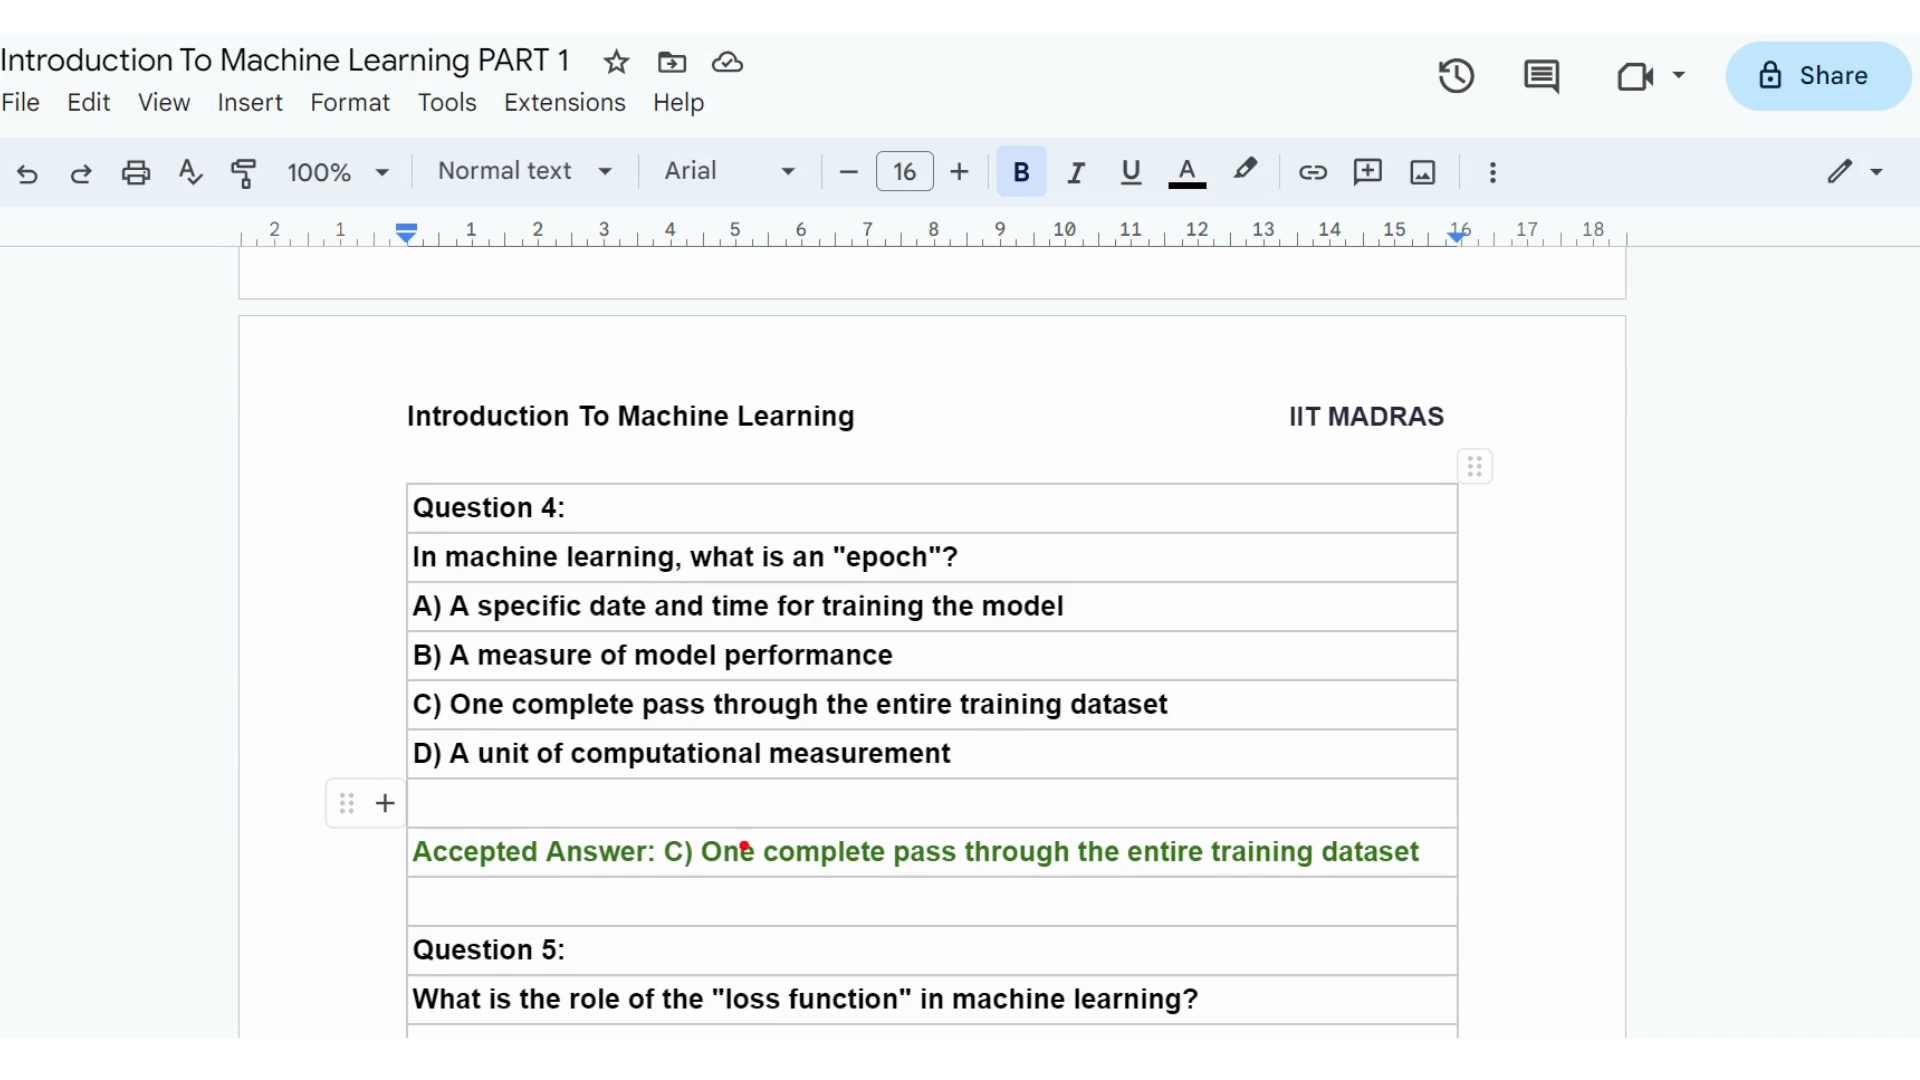 Introduction To Machine Learning PART 1
File Edit View Insert Format Tools Extensions Help
Share
100% Normal text Arial 16 B I U A
2 1 1 2 3 4 5 6 7 8 9 10 11 12 13 14 15 16 17 18
Introduction To Machine Learning IIT MADRAS
Question 4:
In machine learning, what is an "epoch"?
A) A specific date and time for training the model
B) A measure of model performance
C) One complete pass through the entire training dataset
D) A unit of computational measurement
Accepted Answer: C) One complete pass through the entire training dataset
Question 5:
What is the role of the "loss function" in machine learning?